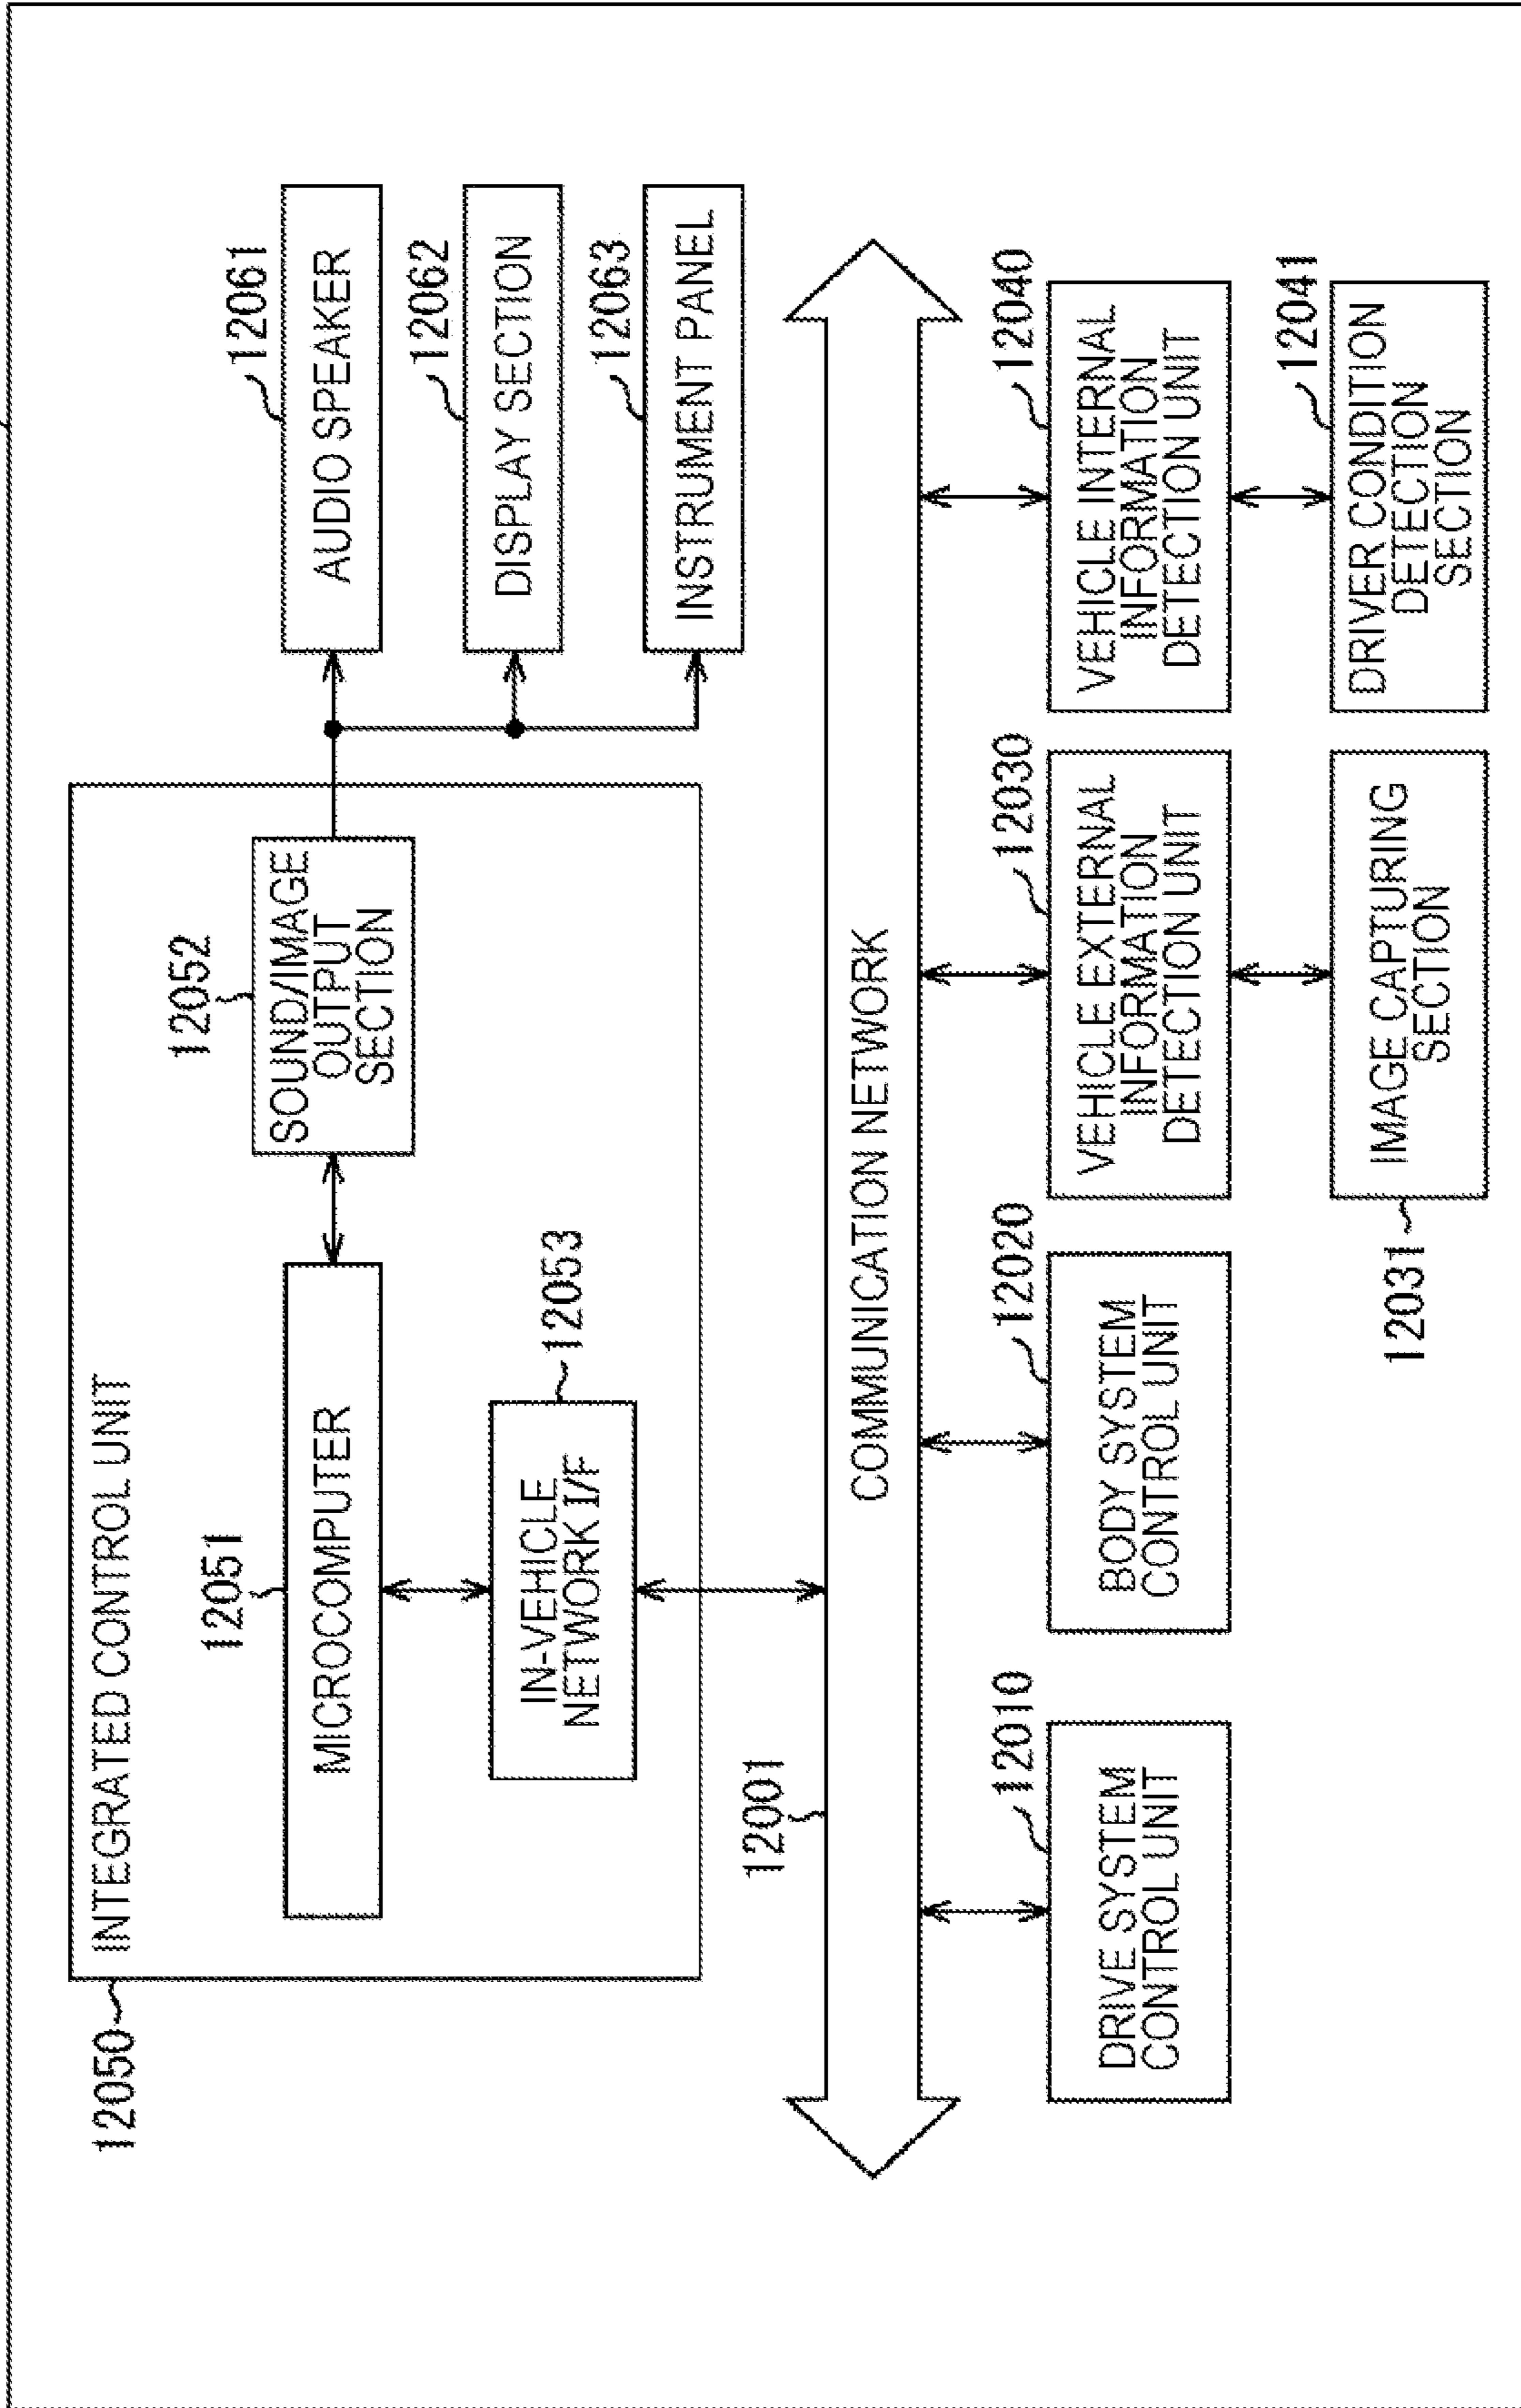 12050
INTEGRATED CONTROL UNIT
12051
MICROCOMPUTER
12052
SOUND/IMAGE
OUTPUT
SECTION
12053
IN-VEHICLE
NETWORK I/F
12061
AUDIO SPEAKER
12062
DISPLAY SECTION
12063
INSTRUMENT PANEL
12001
COMMUNICATION NETWORK
12010
DRIVE SYSTEM
CONTROL UNIT
12020
BODY SYSTEM
CONTROL UNIT
12030
VEHICLE EXTERNAL
INFORMATION
DETECTION UNIT
12040
VEHICLE INTERNAL
INFORMATION
DETECTION UNIT
12031
IMAGE CAPTURING
SECTION
12041
DRIVER CONDITION
DETECTION
SECTION